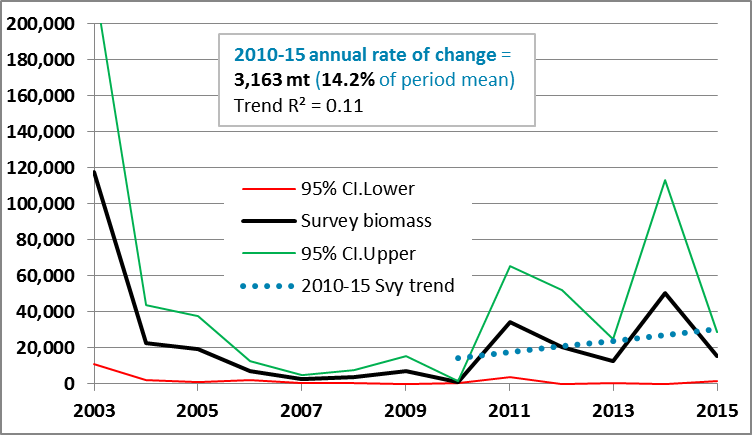 200,000
180,000
160,000
140,000
120,000
100,000
80,000
60,000
40,000
20,000
0
2010-15 annual rate of change =
3,163 mt (14.2% of period mean)
Trend R² = 0.11
95% CI.Lower
Survey biomass
95% CI.Upper
2010-15 Svy trend
2003 2005 2007 2009 2011 2013 2015